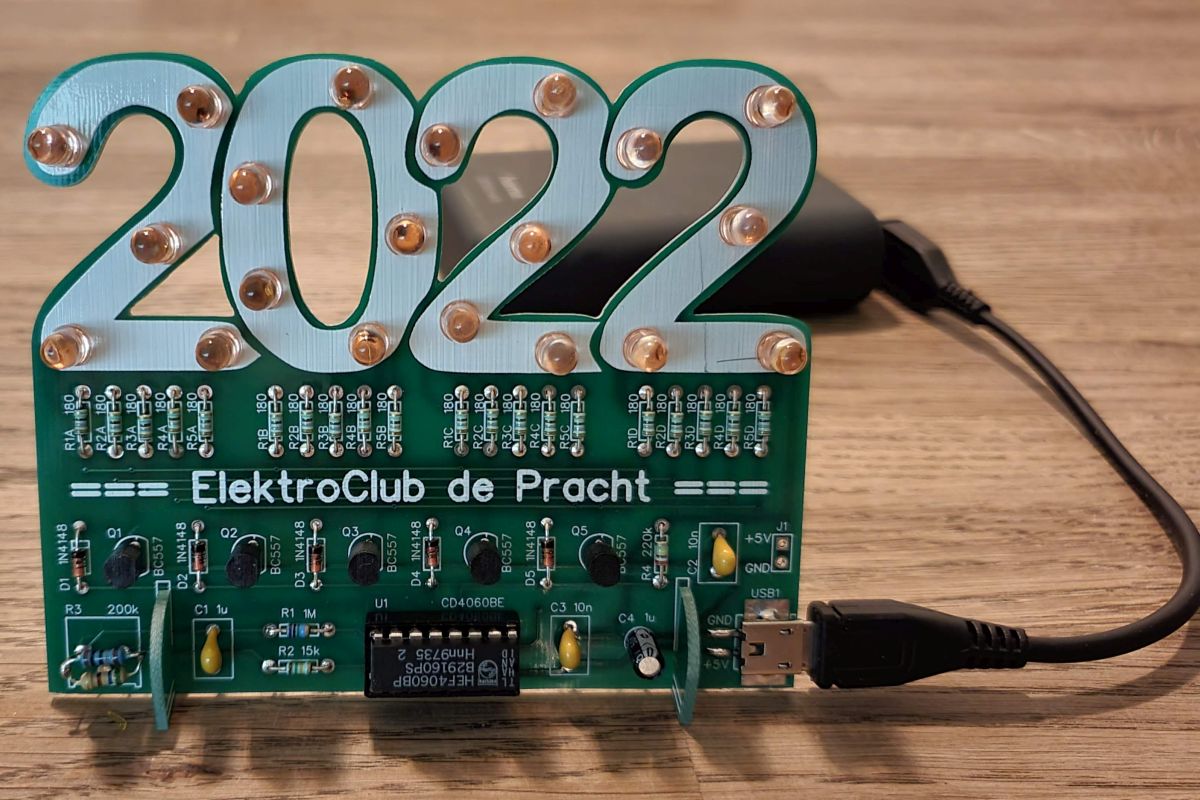 2022
R1A 180 R2A 180 R3A 180 R4A 180 R5A 180 R1B 180 R2B 180 R3B 180 R4B 180 R5B 180 R1C 180 R2C 180 R3C 180 R4C 180 R5C 180 R1D 180 R2D 180 R3D 180 R4D 180 R5D 180
=== ElektroClub de Pracht ===
D1 1N4148 Q1 BC557 D2 1N4148 Q2 BC557 D3 1N4148 Q3 BC557 D4 1N4148 Q4 BC557 D5 1N4148 Q5 BC557 R4 220k C2 10n J1
+5V
GND
R3 200k C1 1u R1 1M U1 CD4060BE C3 10n C4 1u USB1
R2 15k
GND
+5V
HEF4060BP
B29160PS
Hnn9735 2
THAILAND